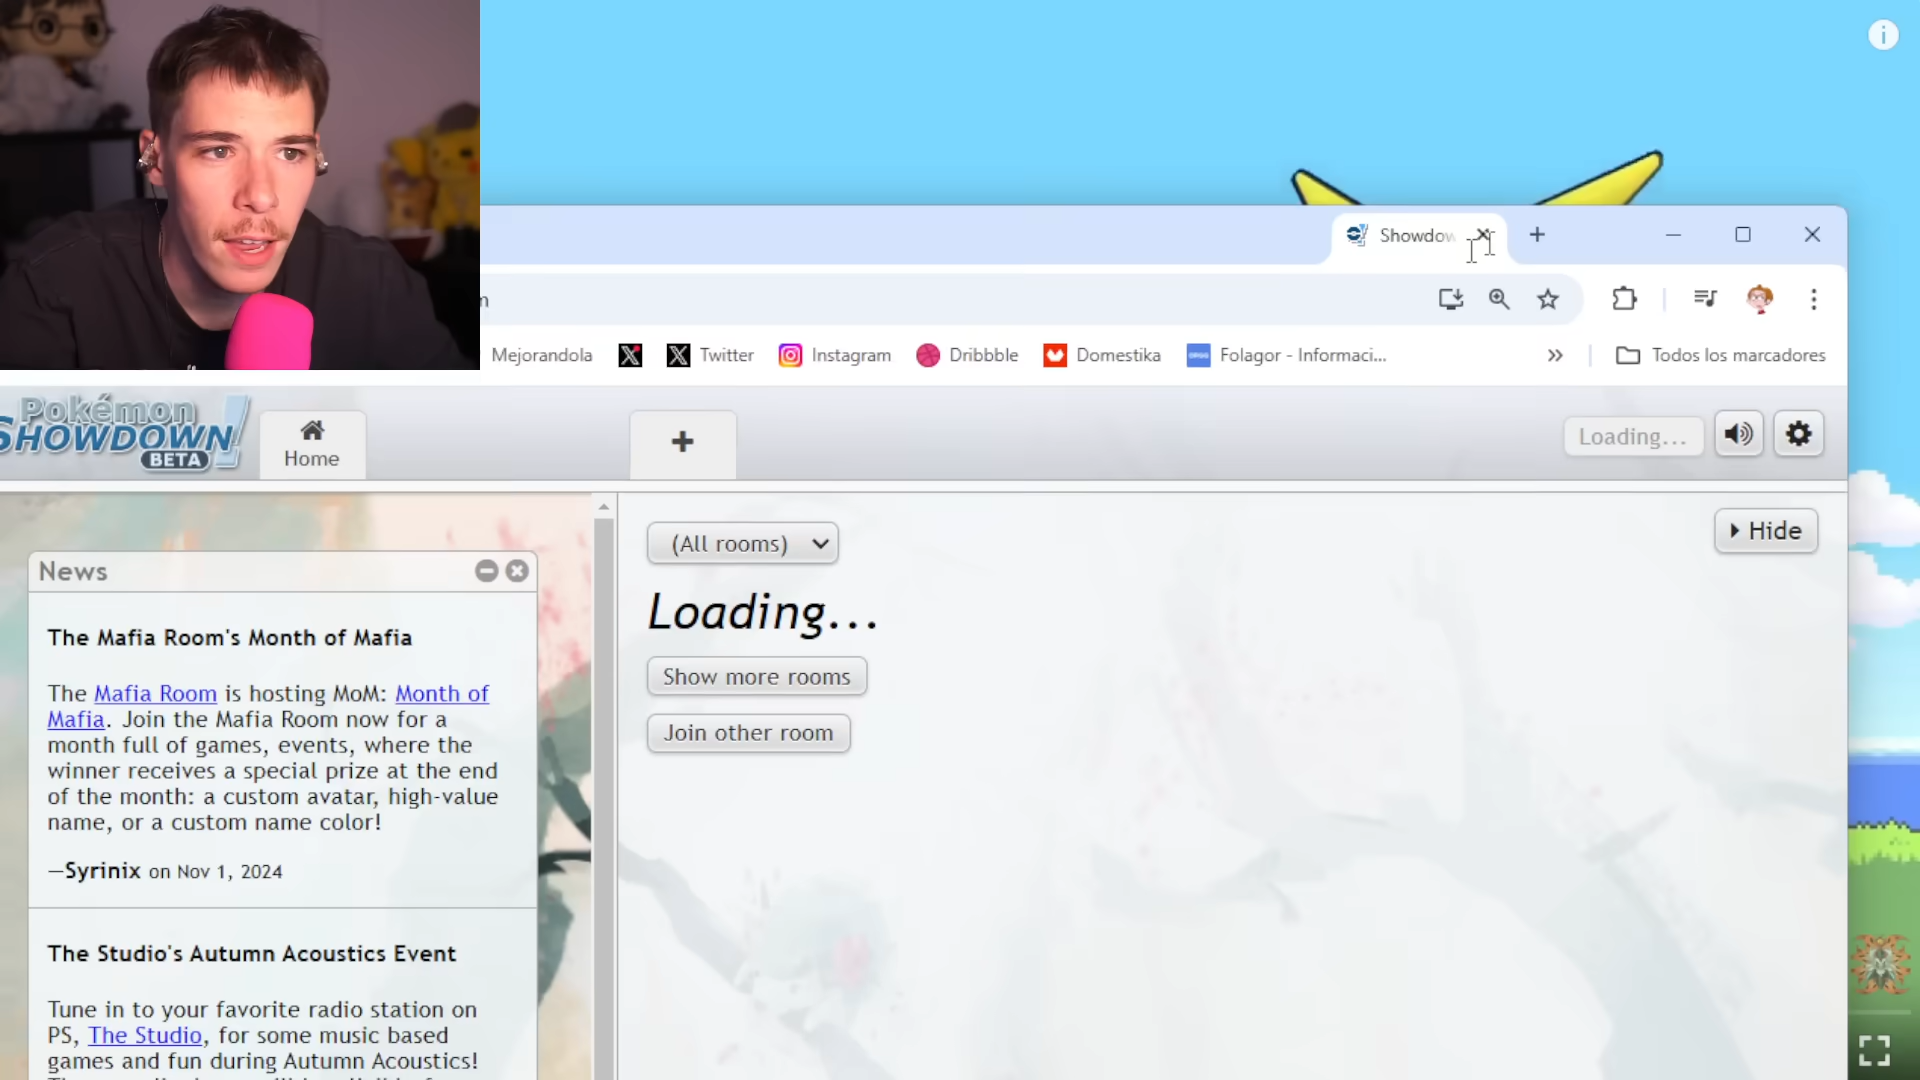 Showdow
m
Mejorandola
Twitter
Instagram
Dribbble
Domestika
Folagor - Informaci...
Todos los marcadores
Pokémon
SHOWDOWN!
BETA
Home
Loading...
News
The Mafia Room's Month of Mafia
The Mafia Room is hosting MoM: Month of
Mafia. Join the Mafia Room now for a
month full of games, events, where the
winner receives a special prize at the end
of the month: a custom avatar, high-value
name, or a custom name color!
—Syrinix on Nov 1, 2024
The Studio's Autumn Acoustics Event
Tune in to your favorite radio station on
PS, The Studio, for some music based
games and fun during Autumn Acoustics!
(All rooms)
Hide
Loading...
Show more rooms
Join other room